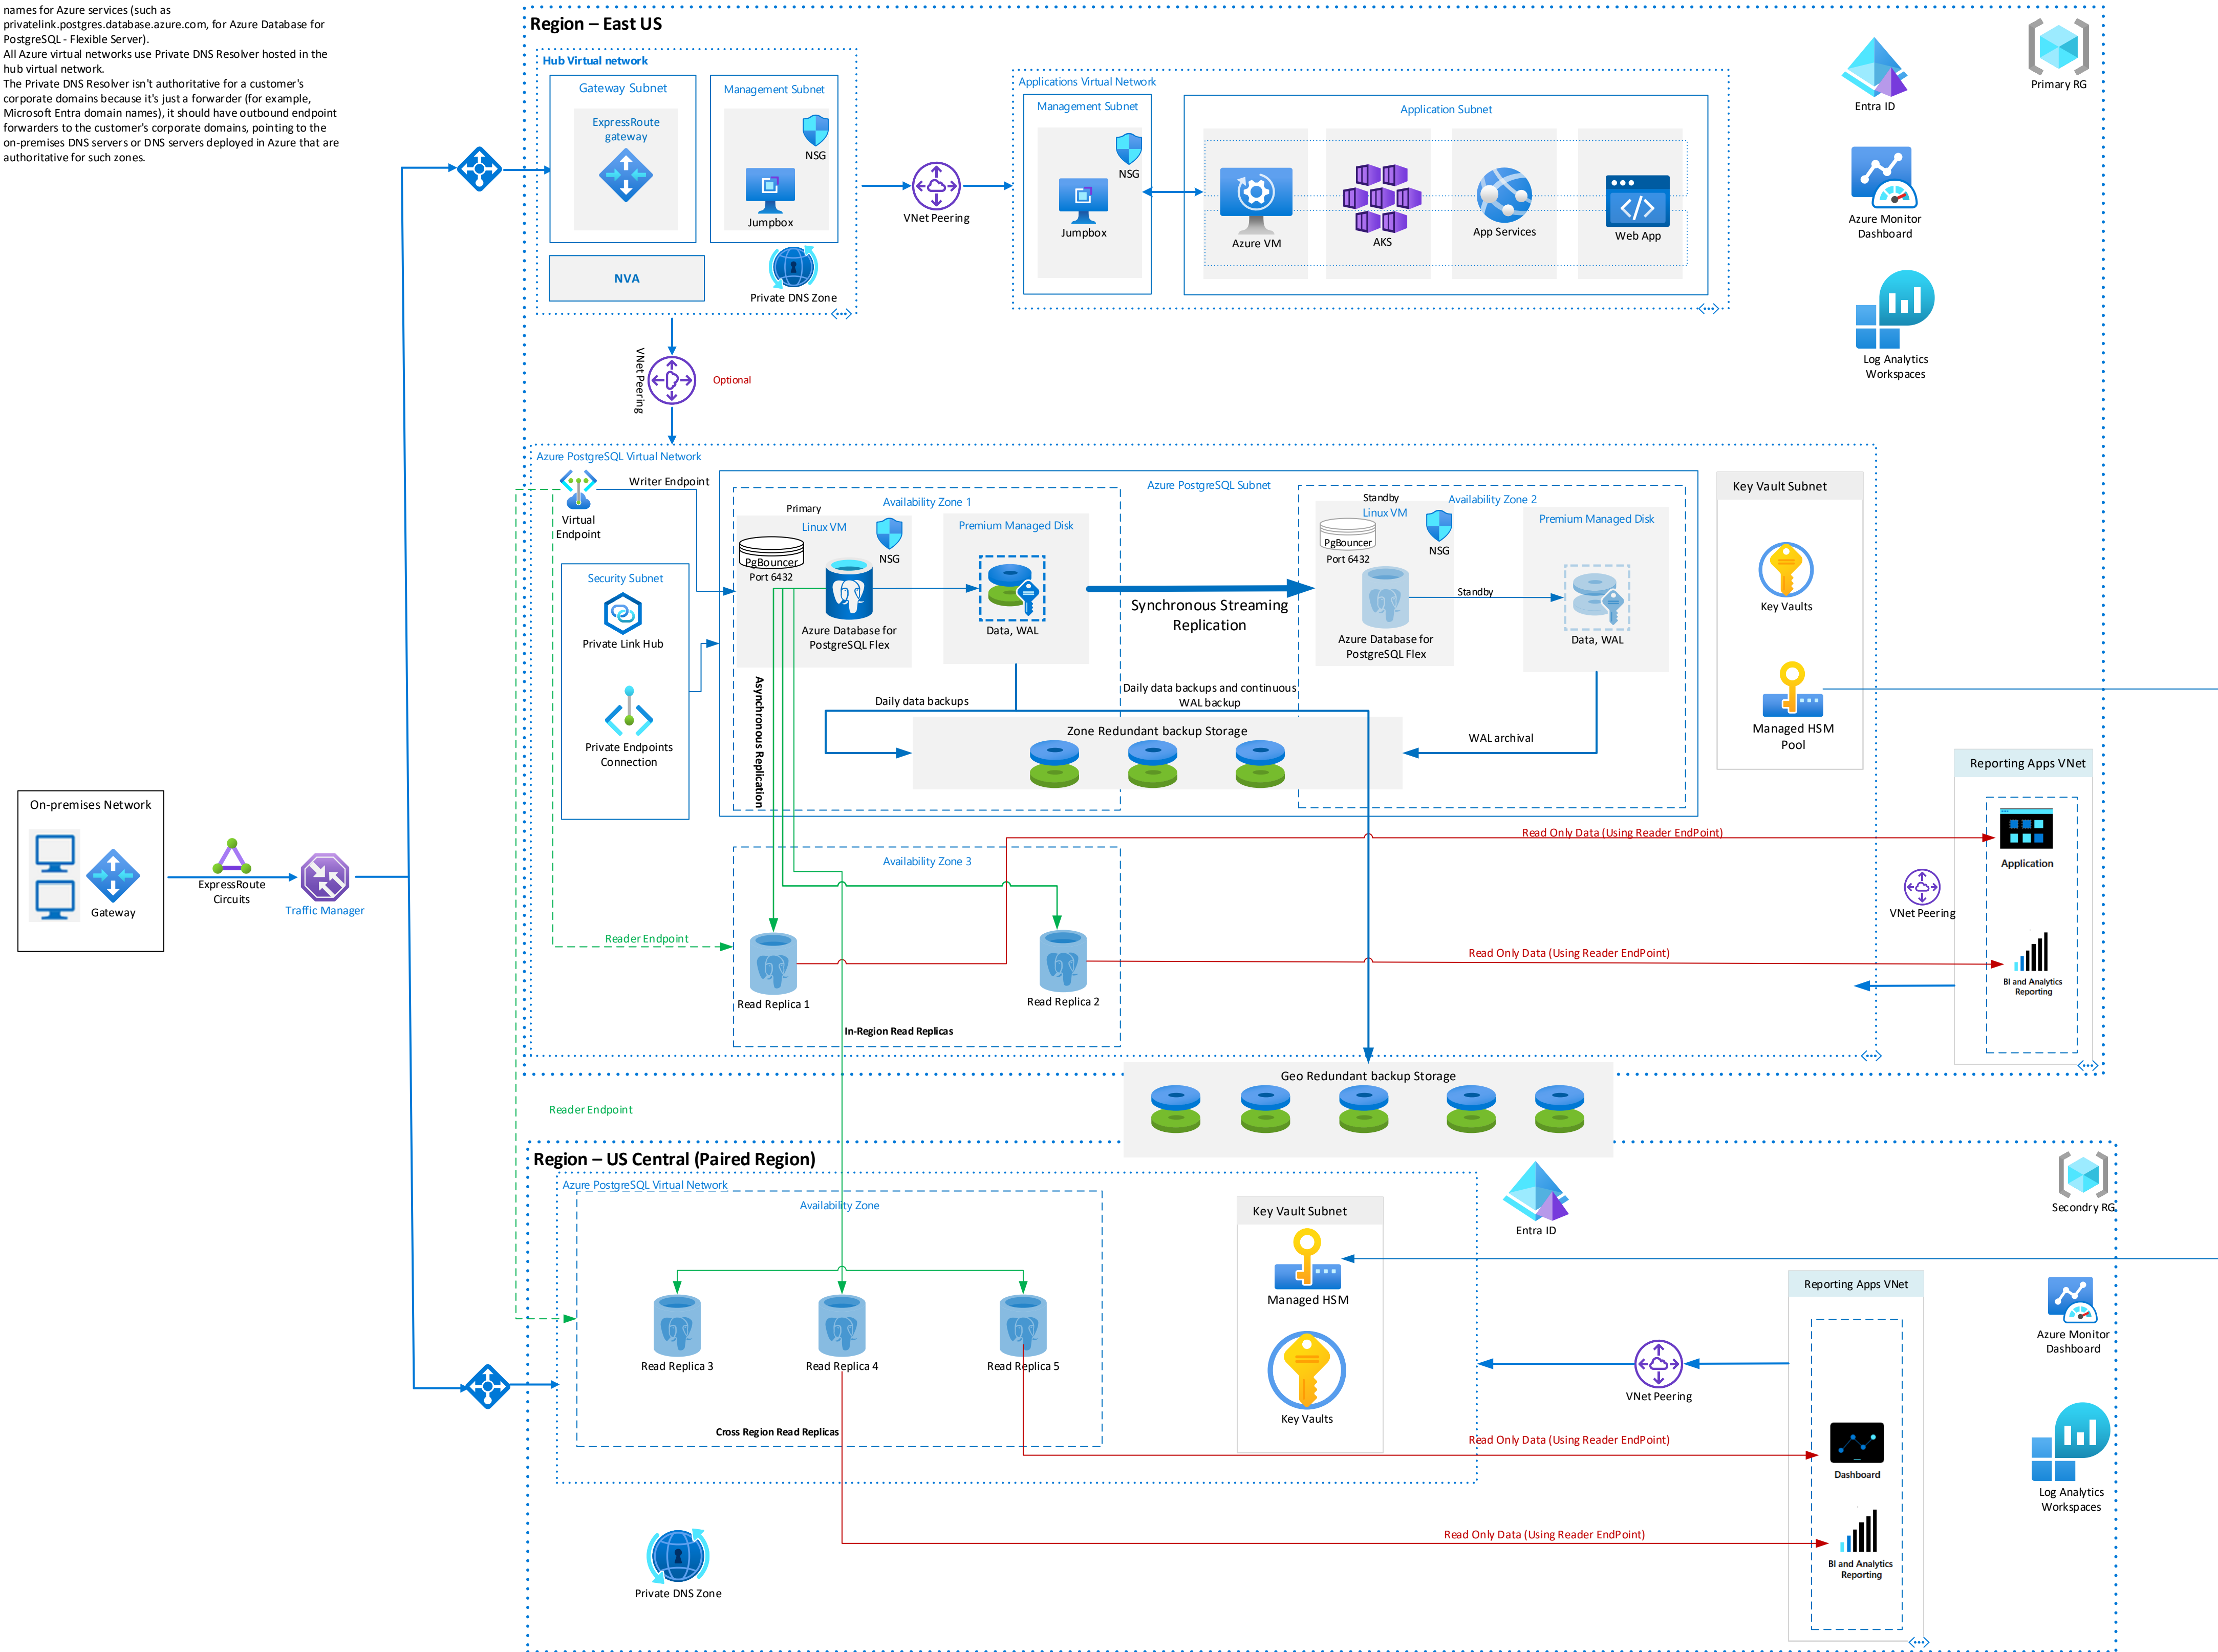 names for Azure services (such as
privatelink.postgres.database.azure.com, for Azure Database for
PostgreSQL - Flexible Server).
All Azure virtual networks use Private DNS Resolver hosted in the
hub virtual network.
The Private DNS Resolver isn't authoritative for a customer's
corporate domains because it's just a forwarder (for example,
Microsoft Entra domain names), it should have outbound endpoint
forwarders to the customer's corporate domains, pointing to the
on-premises DNS servers or DNS servers deployed in Azure that are
authoritative for such zones.
Region – East US
Hub Virtual network
Gateway Subnet
ExpressRoute
gateway
Management Subnet
NSG
Jumpbox
NVA
Private DNS Zone
VNet Peering
Applications Virtual Network
Management Subnet
NSG
Jumpbox
Application Subnet
Azure VM
AKS
App Services
Web App
Entra ID
Primary RG
Azure Monitor
Dashboard
Log Analytics
Workspaces
VNet Peering
Optional
Azure PostgreSQL Virtual Network
Virtual
Endpoint
Writer Endpoint
Security Subnet
Private Link Hub
Private Endpoints
Connection
Azure PostgreSQL Subnet
Availability Zone 1
Primary
Linux VM
NSG
PgBouncer
Port 6432
Azure Database for
PostgreSQL Flex
Premium Managed Disk
Data, WAL
Synchronous Streaming
Replication
Availability Zone 2
Standby
Linux VM
NSG
PgBouncer
Port 6432
Azure Database for
PostgreSQL Flex
Standby
Premium Managed Disk
Data, WAL
Asynchronous Replication
Daily data backups
Daily data backups and continuous
WAL backup
Zone Redundant backup Storage
WAL archival
Key Vault Subnet
Key Vaults
Managed HSM
Pool
Reporting Apps VNet
Application
BI and Analytics
Reporting
VNet Peering
On-premises Network
Gateway
ExpressRoute
Circuits
Traffic Manager
Read Only Data (Using Reader EndPoint)
Availability Zone 3
Reader Endpoint
Read Replica 1
Read Replica 2
In-Region Read Replicas
Read Only Data (Using Reader EndPoint)
Geo Redundant backup Storage
Reader Endpoint
Region – US Central (Paired Region)
Azure PostgreSQL Virtual Network
Availability Zone
Read Replica 3
Read Replica 4
Read Replica 5
Cross Region Read Replicas
Key Vault Subnet
Managed HSM
Key Vaults
Entra ID
Secondry RG
Azure Monitor
Dashboard
Log Analytics
Workspaces
VNet Peering
Reporting Apps VNet
Dashboard
BI and Analytics
Reporting
Read Only Data (Using Reader EndPoint)
Read Only Data (Using Reader EndPoint)
Private DNS Zone